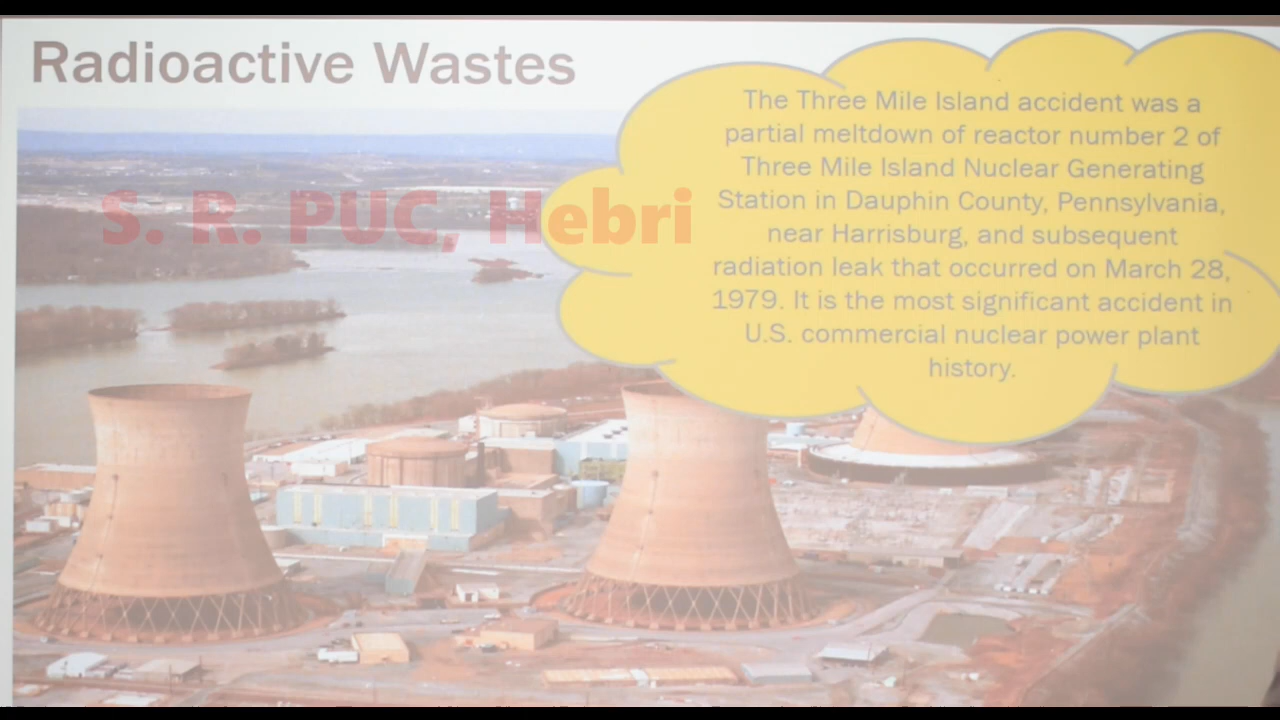 Radioactive Wastes
The Three Mile Island accident was a
partial meltdown of reactor number 2 of
Three Mile Island Nuclear Generating
Station in Dauphin County, Pennsylvania,
near Harrisburg, and subsequent
radiation leak that occurred on March 28,
1979. It is the most significant accident in
U.S. commercial nuclear power plant
history.
S. R. PUC, Hebri